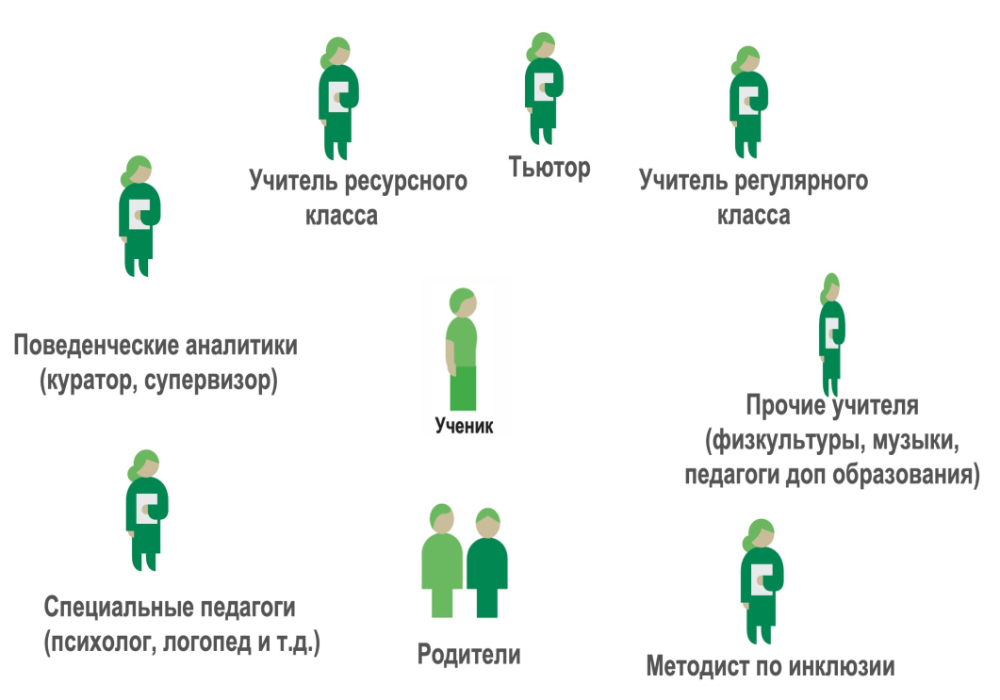 Учитель ресурсного
класса
Тьютор
Учитель регулярного
класса
Поведенческие аналитики
(куратор, супервизор)
Ученик
Прочие учителя
(физкультуры, музыки,
педагоги доп образования)
Специальные педагоги
(психолог, логопед и т.д.)
Родители
Методист по инклюзии